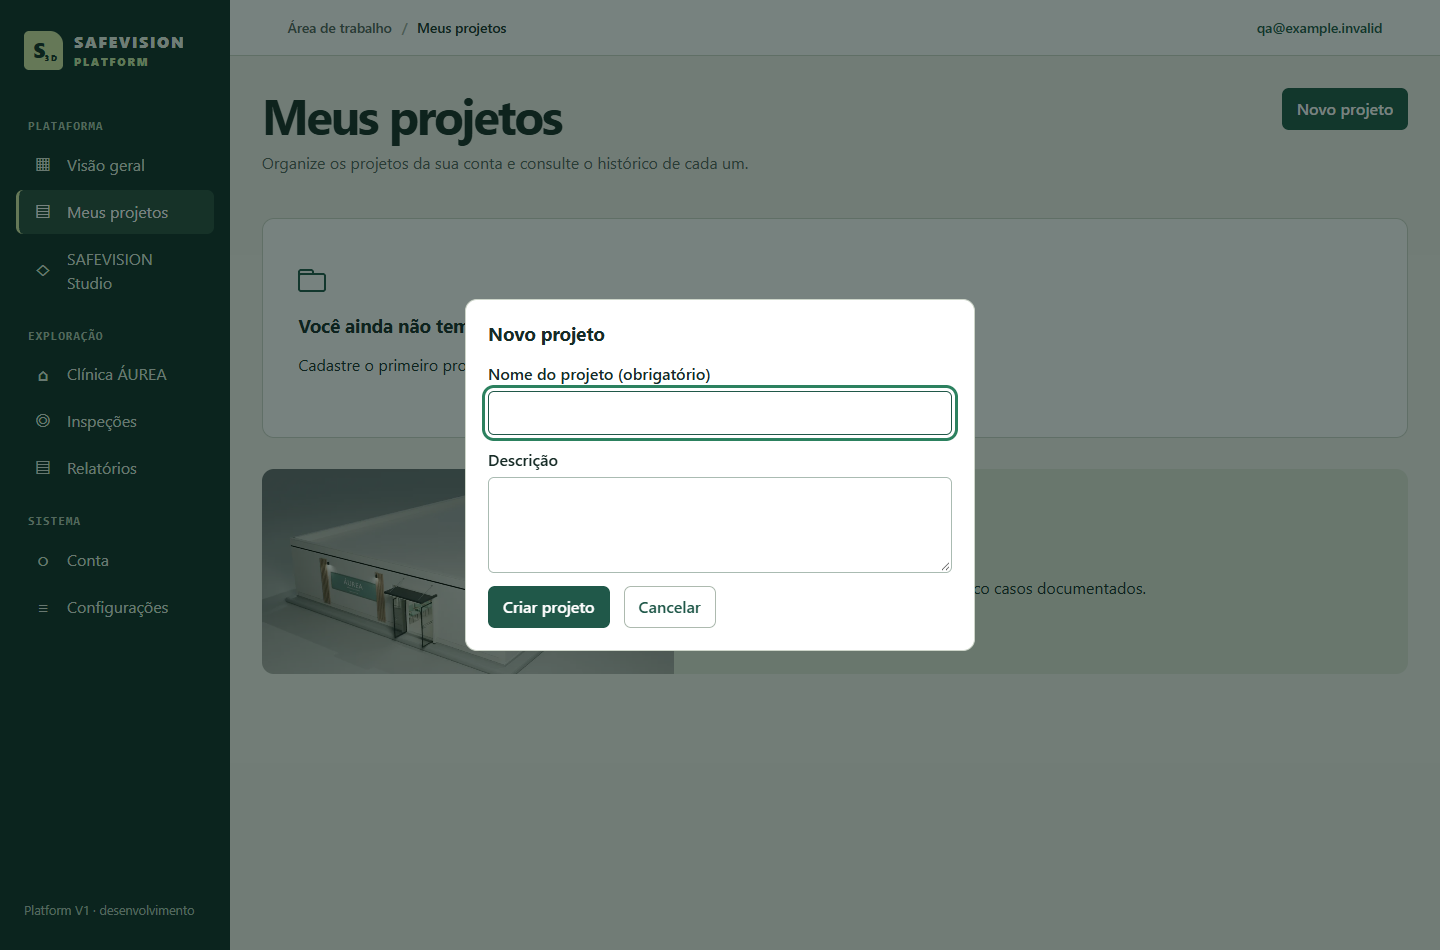 S3D
SAFEVISION
PLATFORM
PLATAFORMA
Visão geral
Meus projetos
SAFEVISION
Studio
EXPLORAÇÃO
Clínica ÁUREA
Inspeções
Relatórios
SISTEMA
Conta
Configurações
Platform V1 · desenvolvimento
Área de trabalho / Meus projetos
qa@example.invalid
Meus projetos
Novo projeto
Organize os projetos da sua conta e consulte o histórico de cada um.
Você ainda não tem
Cadastre o primeiro pro
ÁUREA
co casos documentados.
Novo projeto
Nome do projeto (obrigatório)
Descrição
Criar projeto
Cancelar